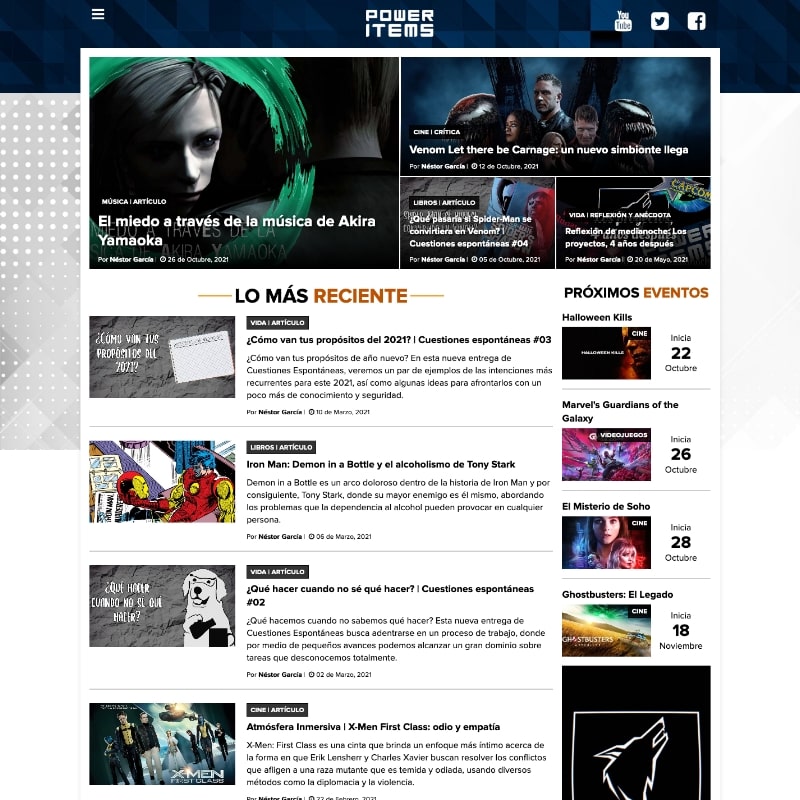 POWER
ITEMS
You
Tube
MÚSICA | ARTÍCULO
El miedo a través de la música de Akira
Yamaoka
Por Néstor García | 26 de Octubre, 2021
CINE | CRÍTICA
Venom Let there be Carnage: un nuevo simbionte llega
Por Néstor García | 12 de Octubre, 2021
LIBROS | ARTÍCULO
¿Qué pasaría si Spider-Man se
convirtiera en Venom? |
Cuestiones espontáneas #04
Por Néstor García | 05 de Octubre, 2021
CAPCOM
VIDA | REFLEXIÓN Y ANÉCDOTA
Reflexión de medianoche: Los
proyectos, 4 años después
Por Néstor García | 20 de Mayo, 2021
LO MÁS RECIENTE
¿CÓMO VAN TUS
PROPÓSITOS DEL
2021?
VIDA | ARTÍCULO
¿Cómo van tus propósitos del 2021? | Cuestiones espontáneas #03
¿Cómo van tus propósitos de año nuevo? En esta nueva entrega de
Cuestiones Espontáneas, veremos un par de ejemplos de las intenciones más
recurrentes para este 2021, así como algunas ideas para afrontarlos con un
poco más de conocimiento y seguridad.
Por Néstor García | 10 de Marzo, 2021
LIBROS | ARTÍCULO
Iron Man: Demon in a Bottle y el alcoholismo de Tony Stark
Demon in a Bottle es un arco doloroso dentro de la historia de Iron Man y por
consiguiente, Tony Stark, donde su mayor enemigo es él mismo, abordando
los problemas que la dependencia al alcohol pueden provocar en cualquier
persona.
Por Néstor García | 06 de Marzo, 2021
¿QUÉ HACER
CUANDO NO SÉ QUÉ
HACER?
VIDA | ARTÍCULO
¿Qué hacer cuando no sé qué hacer? | Cuestiones espontáneas
#02
¿Qué hacemos cuando no sabemos qué hacer? Esta nueva entrega de
Cuestiones Espontáneas busca adentrarse en un proceso de trabajo, donde
por medio de pequeños avances podemos alcanzar un gran dominio sobre
tareas que desconocemos totalmente.
Por Néstor García | 02 de Marzo, 2021
X-MEN
FIRST CLASS
CINE | ARTÍCULO
Atmósfera Inmersiva | X-Men First Class: odio y empatía
X-Men: First Class es una cinta que brinda un enfoque más íntimo acerca de
la forma en que Erik Lensherr y Charles Xavier buscan resolver los conflictos
que afligen a una raza mutante que es temida y odiada, usando diversos
métodos como la diplomacia y la violencia.
Por Néstor García | 27 de Febrero, 2021
PRÓXIMOS EVENTOS
Halloween Kills
CINE
HALLOWEEN KILLS
Inicia
22
Octubre
Marvel's Guardians of the
Galaxy
VIDEOJUEGOS
Inicia
26
Octubre
El Misterio de Soho
CINE
Inicia
28
Octubre
Ghostbusters: El Legado
CINE
GHOSTBUSTERS
Inicia
18
Noviembre